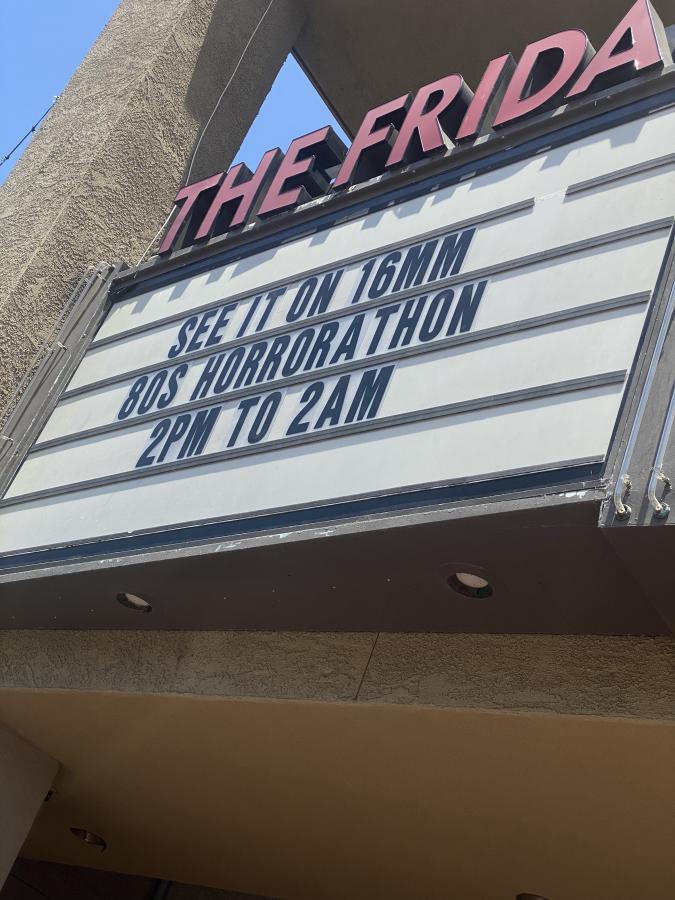 THE FRIDA
SEE IT ON 16MM
80S HORRORATHON
2PM TO 2AM